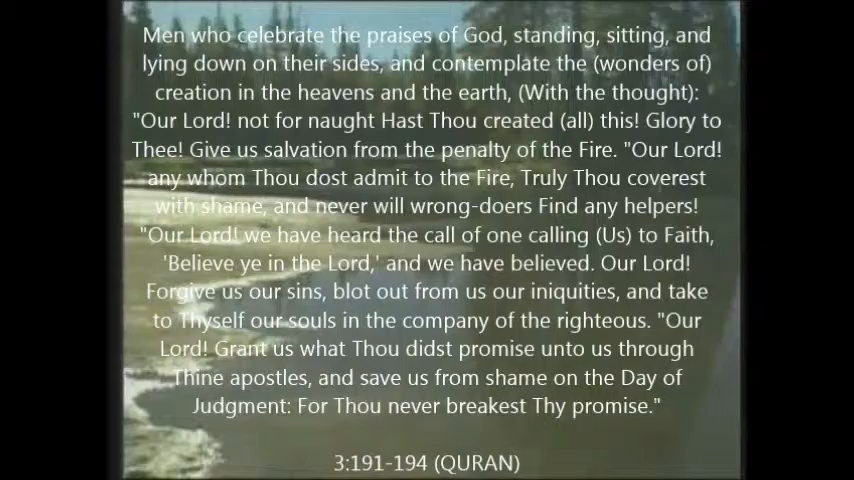 Men who celebrate the praises of God, standing, sitting, and
lying down on their sides, and contemplate the (wonders of)
creation in the heavens and the earth, (With the thought):
"Our Lord! not for naught Hast Thou created (all) this! Glory to
Thee! Give us salvation from the penalty of the Fire. "Our Lord!
any whom Thou dost admit to the Fire, Truly Thou coverest
with shame, and never will wrong-doers Find any helpers!
"Our Lord! we have heard the call of one calling (Us) to Faith,
'Believe ye in the Lord,' and we have believed. Our Lord!
Forgive us our sins, blot out from us our iniquities, and take
to Thyself our souls in the company of the righteous. "Our
Lord! Grant us what Thou didst promise unto us through
Thine apostles, and save us from shame on the Day of
Judgment: For Thou never breakest Thy promise."
3:191-194 (QURAN)